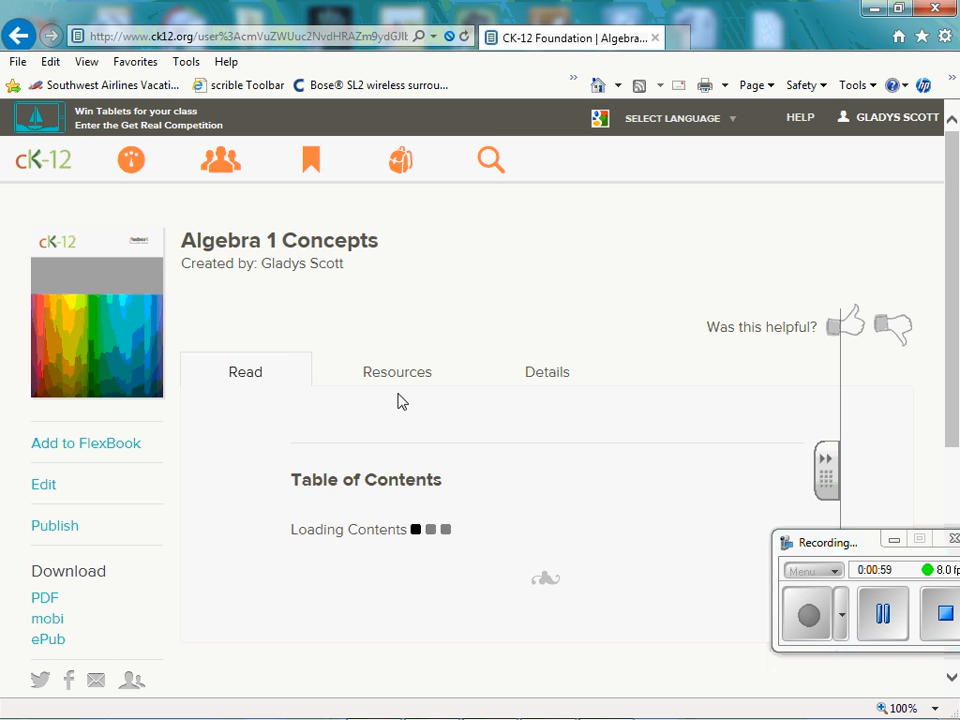 http://www.ck12.org/user%3AcmVuZWUuc2NvdHRAZm9ydGJlb
CK-12 Foundation | Algebra...
File Edit View Favorites Tools Help
Southwest Airlines Vacati... scrible Toolbar Bose® SL2 wireless surrou...
Page Safety Tools
Win Tablets for your class
Enter the Get Real Competition
SELECT LANGUAGE HELP GLADYS SCOTT
cK-12
cK-12
Algebra 1 Concepts
Created by: Gladys Scott
Was this helpful?
Read Resources Details
Add to FlexBook
Table of Contents
Edit
Loading Contents
Publish
Recording...
Download
Menu 0:00:59 8.0 fp
PDF
mobi
ePub
100%